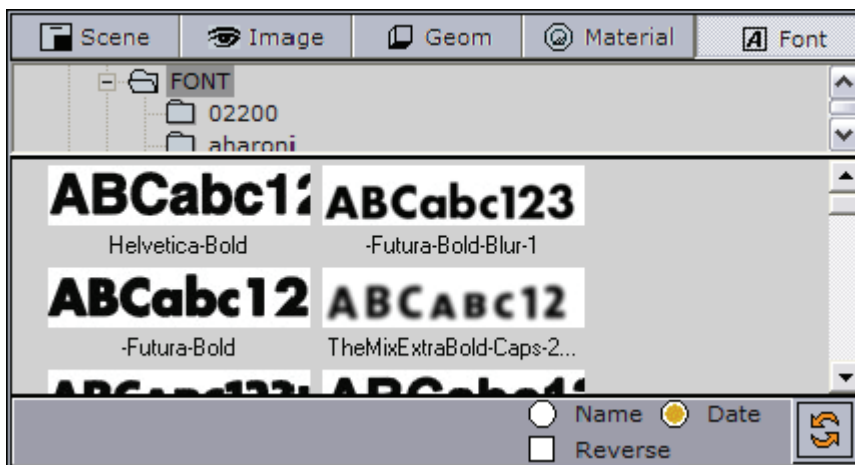 Scene Image Geom Material A Font
FONT
02200
aharoni
ABCabc12 ABCabc123
Helvetica-Bold -Futura-Bold-Blur-1
ABCabc12 ABCABC12
-Futura-Bold TheMixExtraBold-Caps-2...
Name Date
Reverse